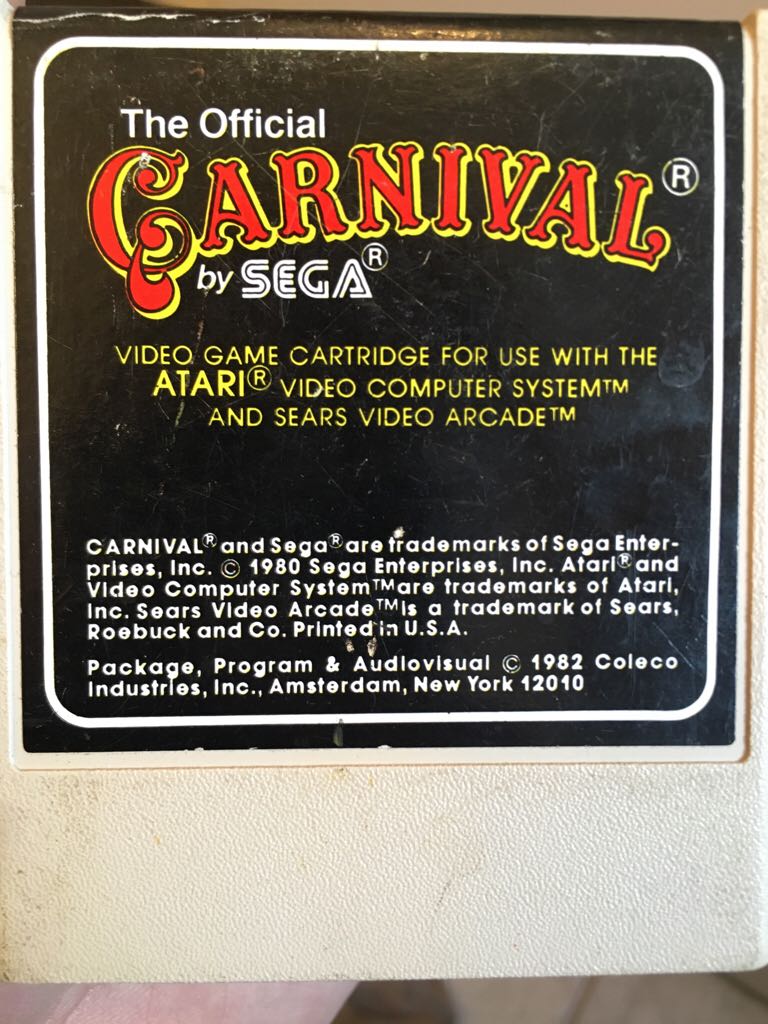 The Official
CARNIVAL®
by SEGA®
VIDEO GAME CARTRIDGE FOR USE WITH THE
ATARI® VIDEO COMPUTER SYSTEM™
AND SEARS VIDEO ARCADE™
CARNIVAL® and Sega® are trademarks of Sega Enter-
prises, Inc. © 1980 Sega Enterprises, Inc. Atari® and
Video Computer System™ are trademarks of Atari,
Inc. Sears Video Arcade™ is a trademark of Sears,
Roebuck and Co. Printed in U.S.A.
Package, Program & Audiovisual © 1982 Coleco
Industries, Inc., Amsterdam, New York 12010